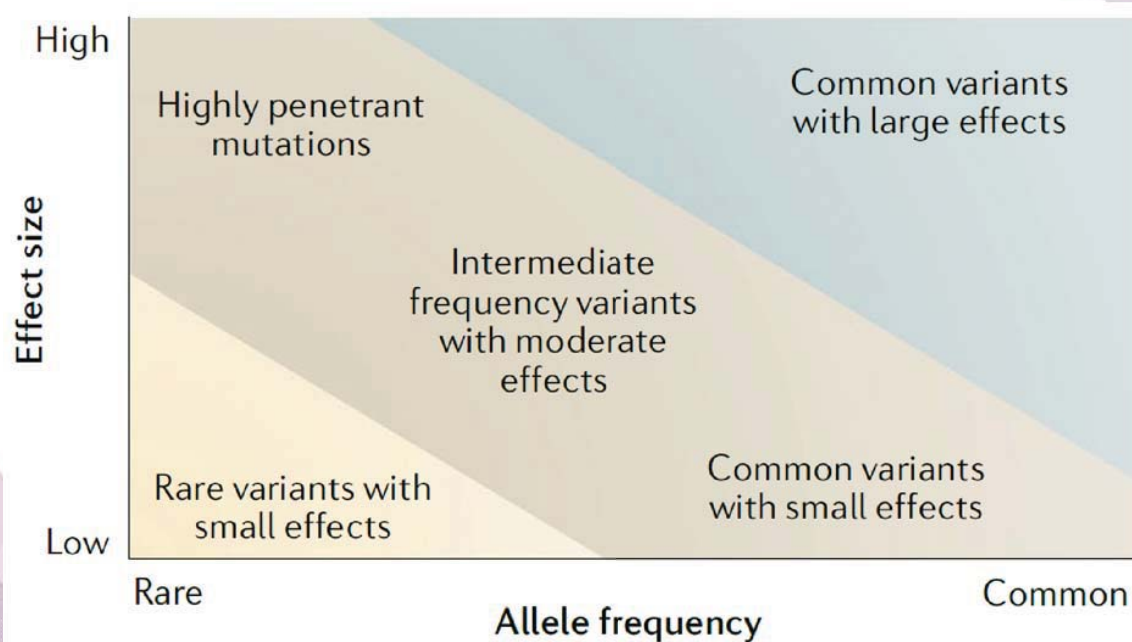 High
Highly penetrant
mutations
Common variants
with large effects
Effect size
Intermediate
frequency variants
with moderate
effects
Rare variants with
small effects
Common variants
with small effects
Low
Rare
Common
Allele frequency